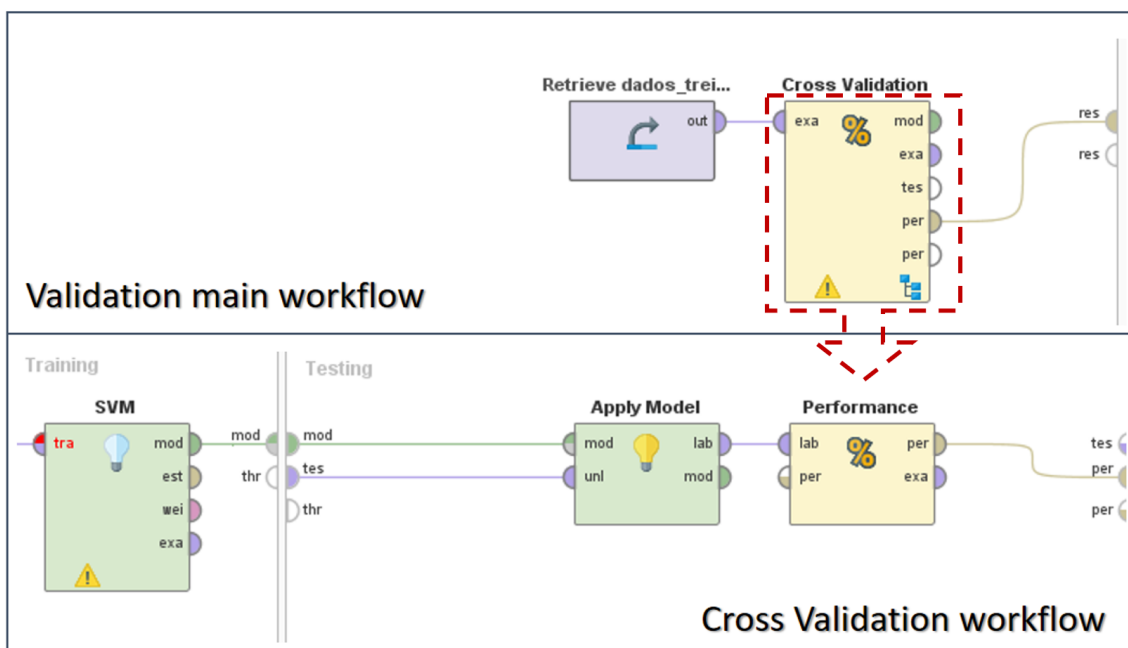 Retrieve dados_trei...
Cross Validation
out
exa
mod
exa
tes
per
per
res
res
Validation main workflow
Training
Testing
SVM
tra
mod
est
wei
exa
mod
thr
mod
tes
thr
Apply Model
mod
unl
lab
mod
Performance
lab
per
per
exa
tes
per
per
Cross Validation workflow